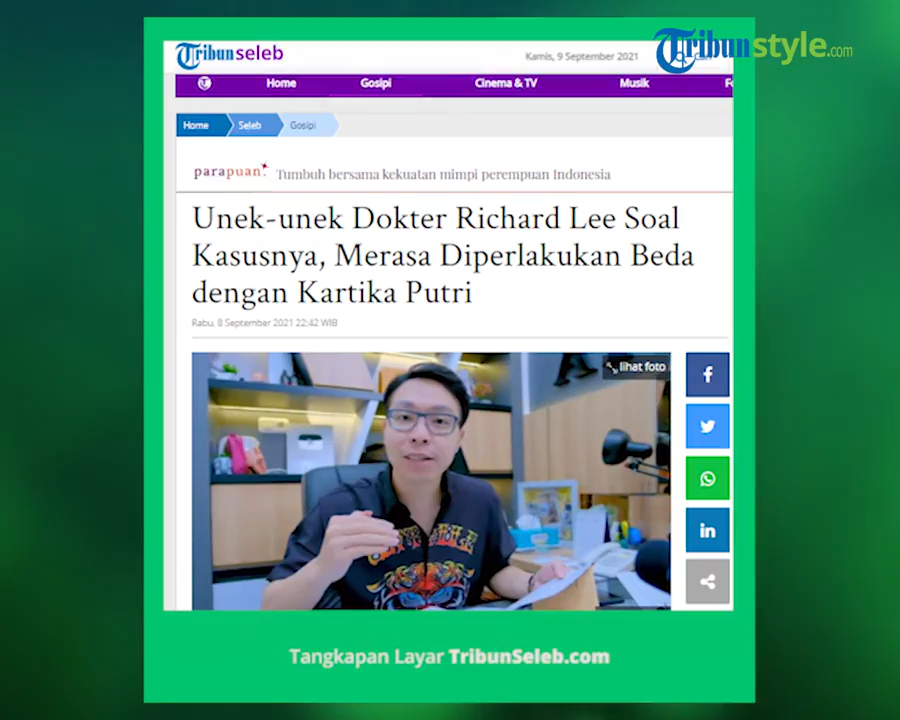 Tribunseleb
Kamis, 9 September 2021
Tribunstyle.com
Home Gosipi Cinema & TV Musik
Home Seleb Gosipi
parapuan. Tumbuh bersama kekuatan mimpi perempuan Indonesia
Unek-unek Dokter Richard Lee Soal
Kasusnya, Merasa Diperlakukan Beda
dengan Kartika Putri
Rabu, 8 September 2021 22:42 WIB
lihat foto
Tangkapan Layar TribunSeleb.com